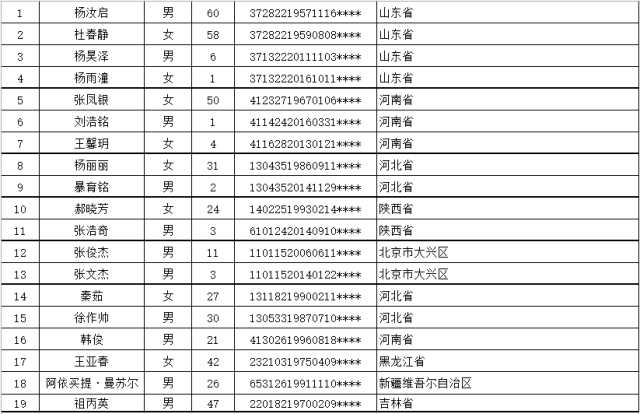 1 杨汝启 男 60 37282219571116**** 山东省
2 杜春静 女 58 37282219590808**** 山东省
3 杨昊泽 男 6 37132220111103**** 山东省
4 杨雨潼 女 1 37132220161011**** 山东省
5 张凤银 女 50 41232719670106**** 河南省
6 刘浩铭 男 1 41142420160331**** 河南省
7 王馨玥 女 4 41162820130121**** 河南省
8 杨丽丽 女 31 13043519860911**** 河北省
9 暴肓铭 男 2 13043520141129**** 河北省
10 郝晓芳 女 24 14022519930214**** 陕西省
11 张浩奇 男 3 61012420140910**** 陕西省
12 张俊杰 男 11 11011520060611**** 北京市大兴区
13 张文杰 男 3 11011520140122**** 北京市大兴区
14 秦茹 女 27 13118219900211**** 河北省
15 徐作帅 男 30 13053319870710**** 河北省
16 韩俊 男 21 41302619960818**** 河南省
17 王亚春 女 42 23210319750409**** 黑龙江省
18 阿依买提·曼苏尔 男 26 65312619911110**** 新疆维吾尔自治区
19 祖丙英 男 47 22018219700209**** 吉林省